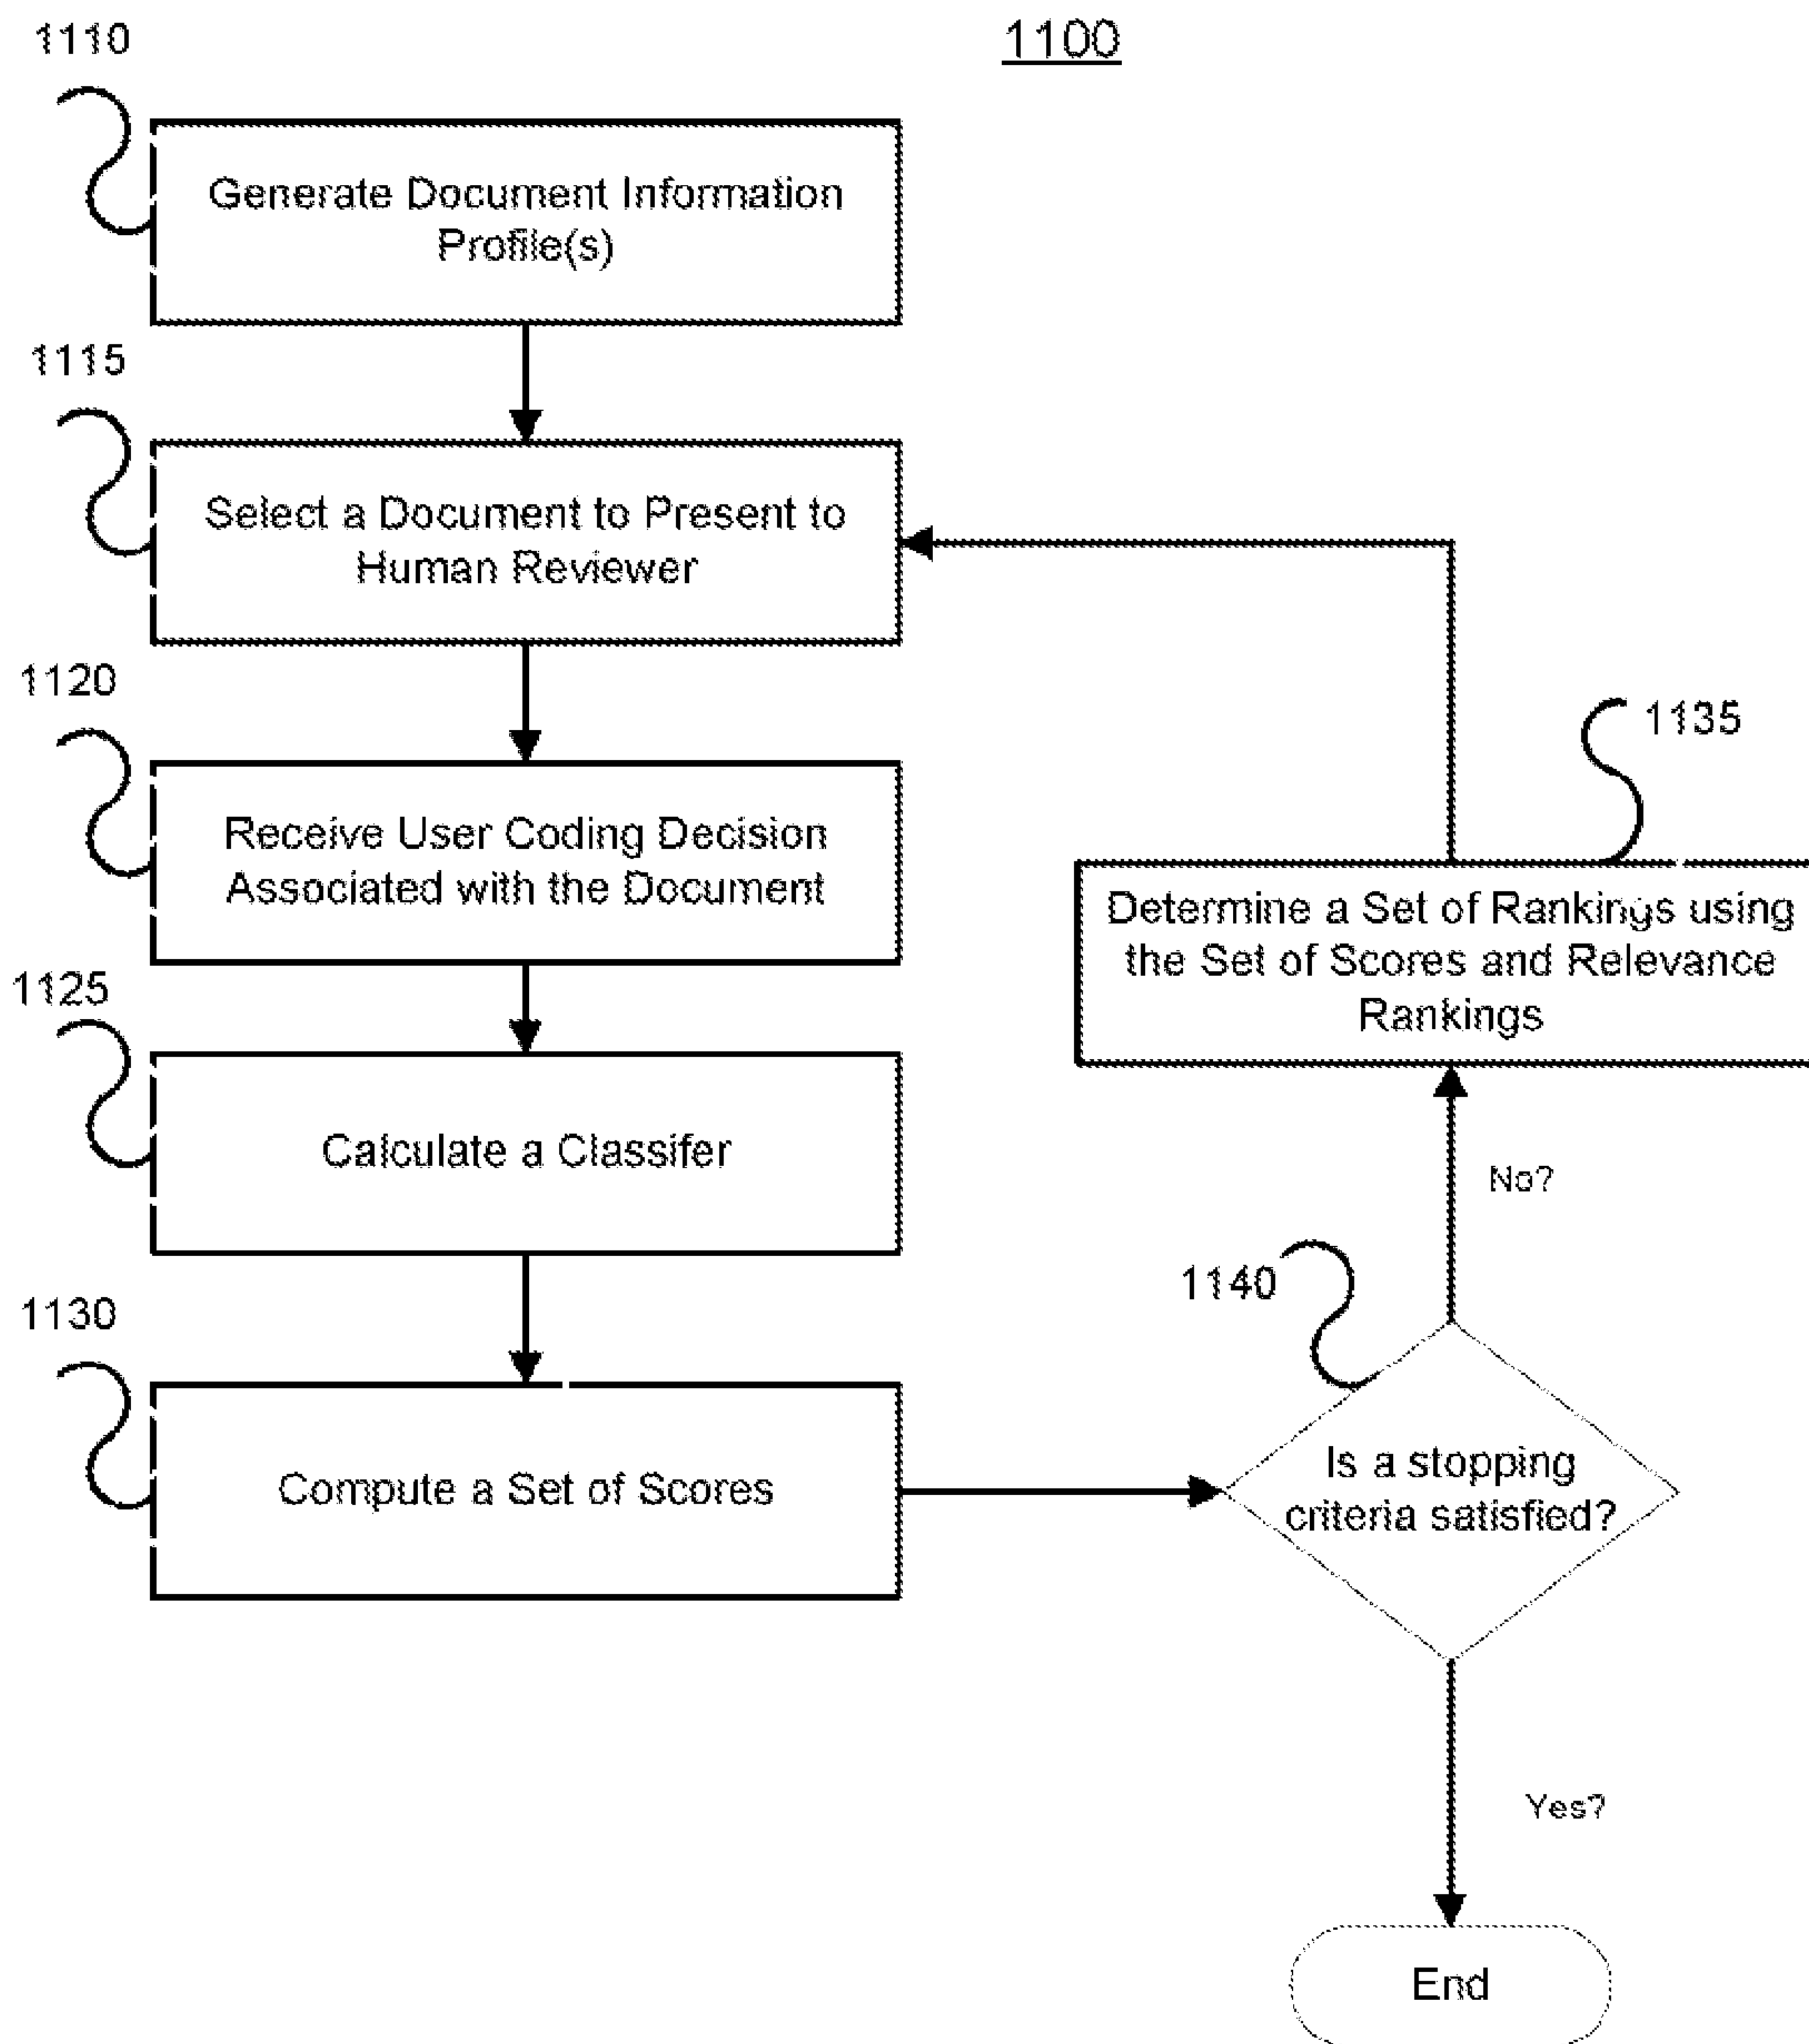 1100
1110
Generate Document Information
Profile(s)
1115
Select a Document to Present to
Human Reviewer
1120
Receive User Coding Decision
Associated with the Document
1125
Calculate a Classifer
1130
Compute a Set of Scores
1135
Determine a Set of Rankings using
the Set of Scores and Relevance
Rankings
No?
1140
Is a stopping
criteria satisfied?
Yes?
End